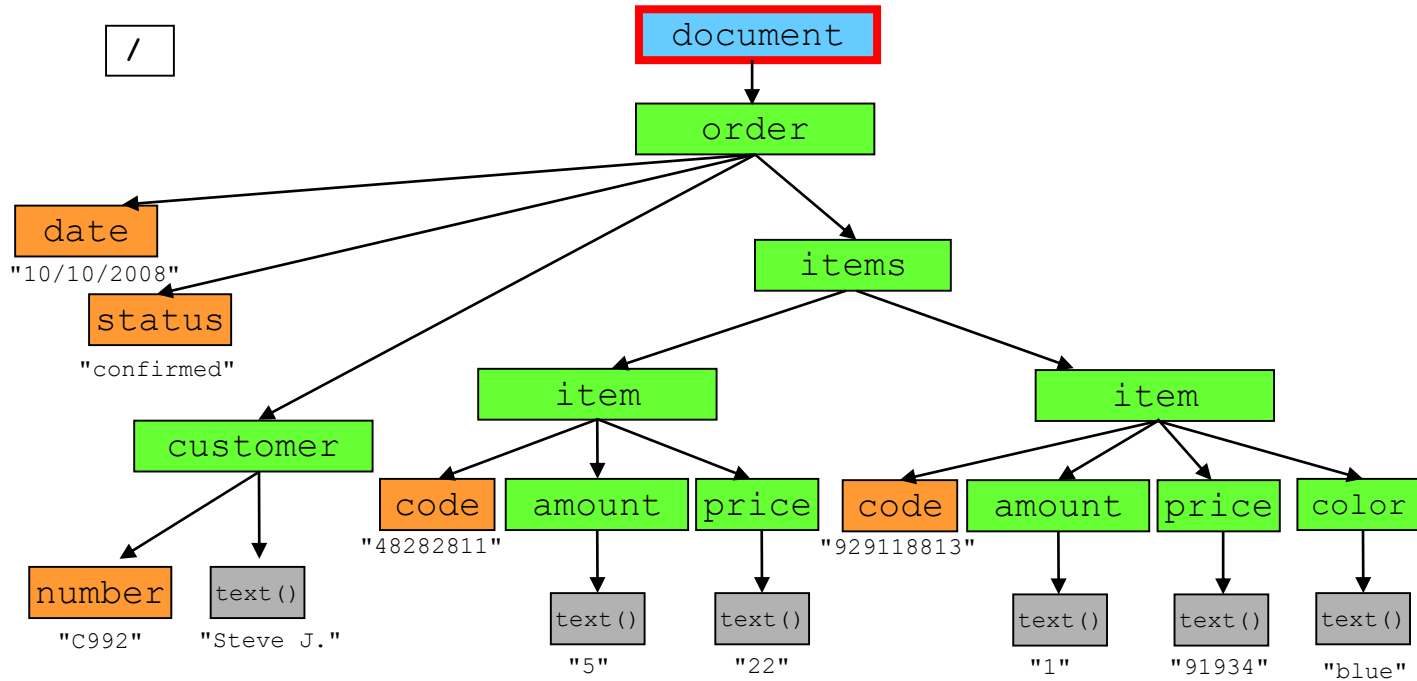 /
document
order
date
"10/10/2008"
items
status
"confirmed"
item
item
customer
code
amount
price
code
amount
price
color
"48282811"
"929118813"
number
text()
text()
text()
text()
text()
text()
"C992"
"Steve J."
"5"
"22"
"1"
"91934"
"blue"